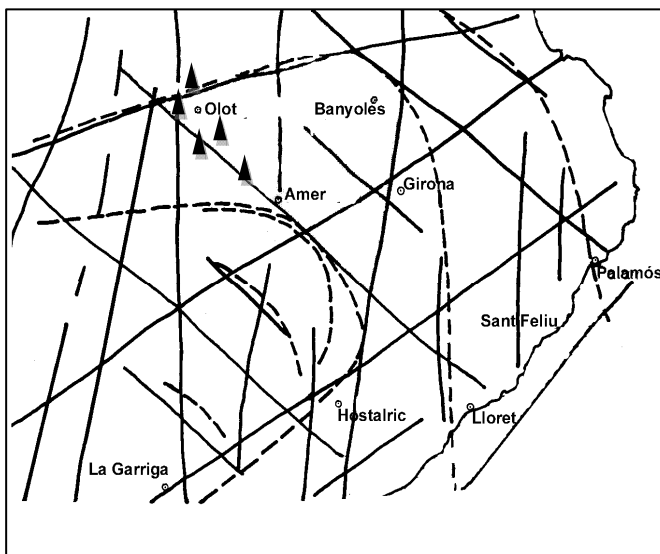 Olot
Banyoles
Girona
Amer
Palamós
Sant Feliu
Hostalric
Lloret
La Garriga